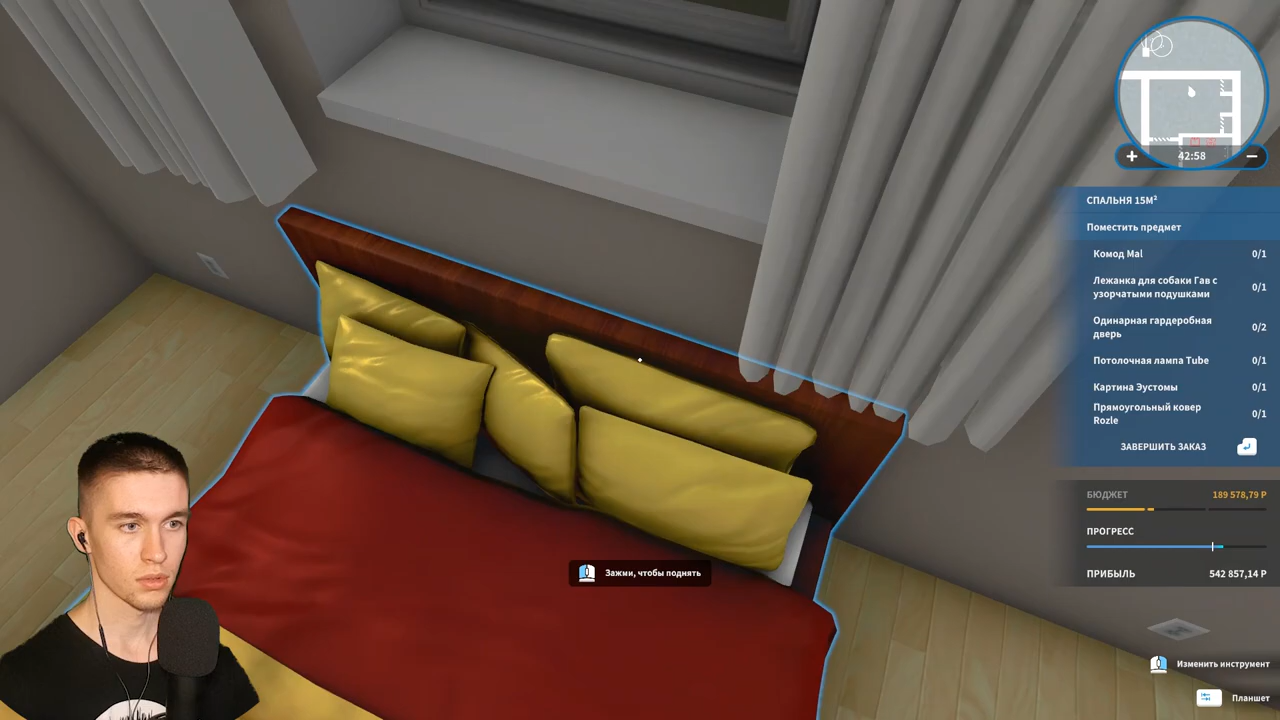 42:58
СПАЛЬНЯ 15М²
Поместить предмет
Комод Mal 0/1
Лежанка для собаки Гав с
узорчатыми подушками 0/1
Одинарная гардеробная
дверь 0/2
Потолочная лампа Tube 0/1
Картина Эустомы 0/1
Прямоугольный ковер
Rozle 0/1
ЗАВЕРШИТЬ ЗАКАЗ
БЮДЖЕТ 189 578,79 Р
ПРОГРЕСС
ПРИБЫЛЬ 542 857,14 Р
Зажми, чтобы поднять
Изменить инструмент
Планшет